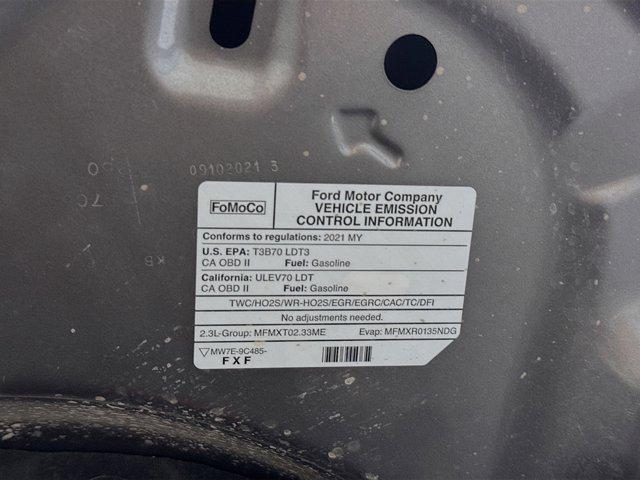 09102021 3
FoMoCo
Ford Motor Company
VEHICLE EMISSION
CONTROL INFORMATION
Conforms to regulations: 2021 MY
U.S. EPA: T3B70 LDT3
CA OBD II Fuel: Gasoline
California: ULEV70 LDT
CA OBD II Fuel: Gasoline
TWC/HO2S/WR-HO2S/EGR/EGRC/CAC/TC/DFI
No adjustments needed.
2.3L-Group: MFMXT02.33ME Evap: MFMXR0135NDG
MW7E-9C485-
FXF
7C
KB